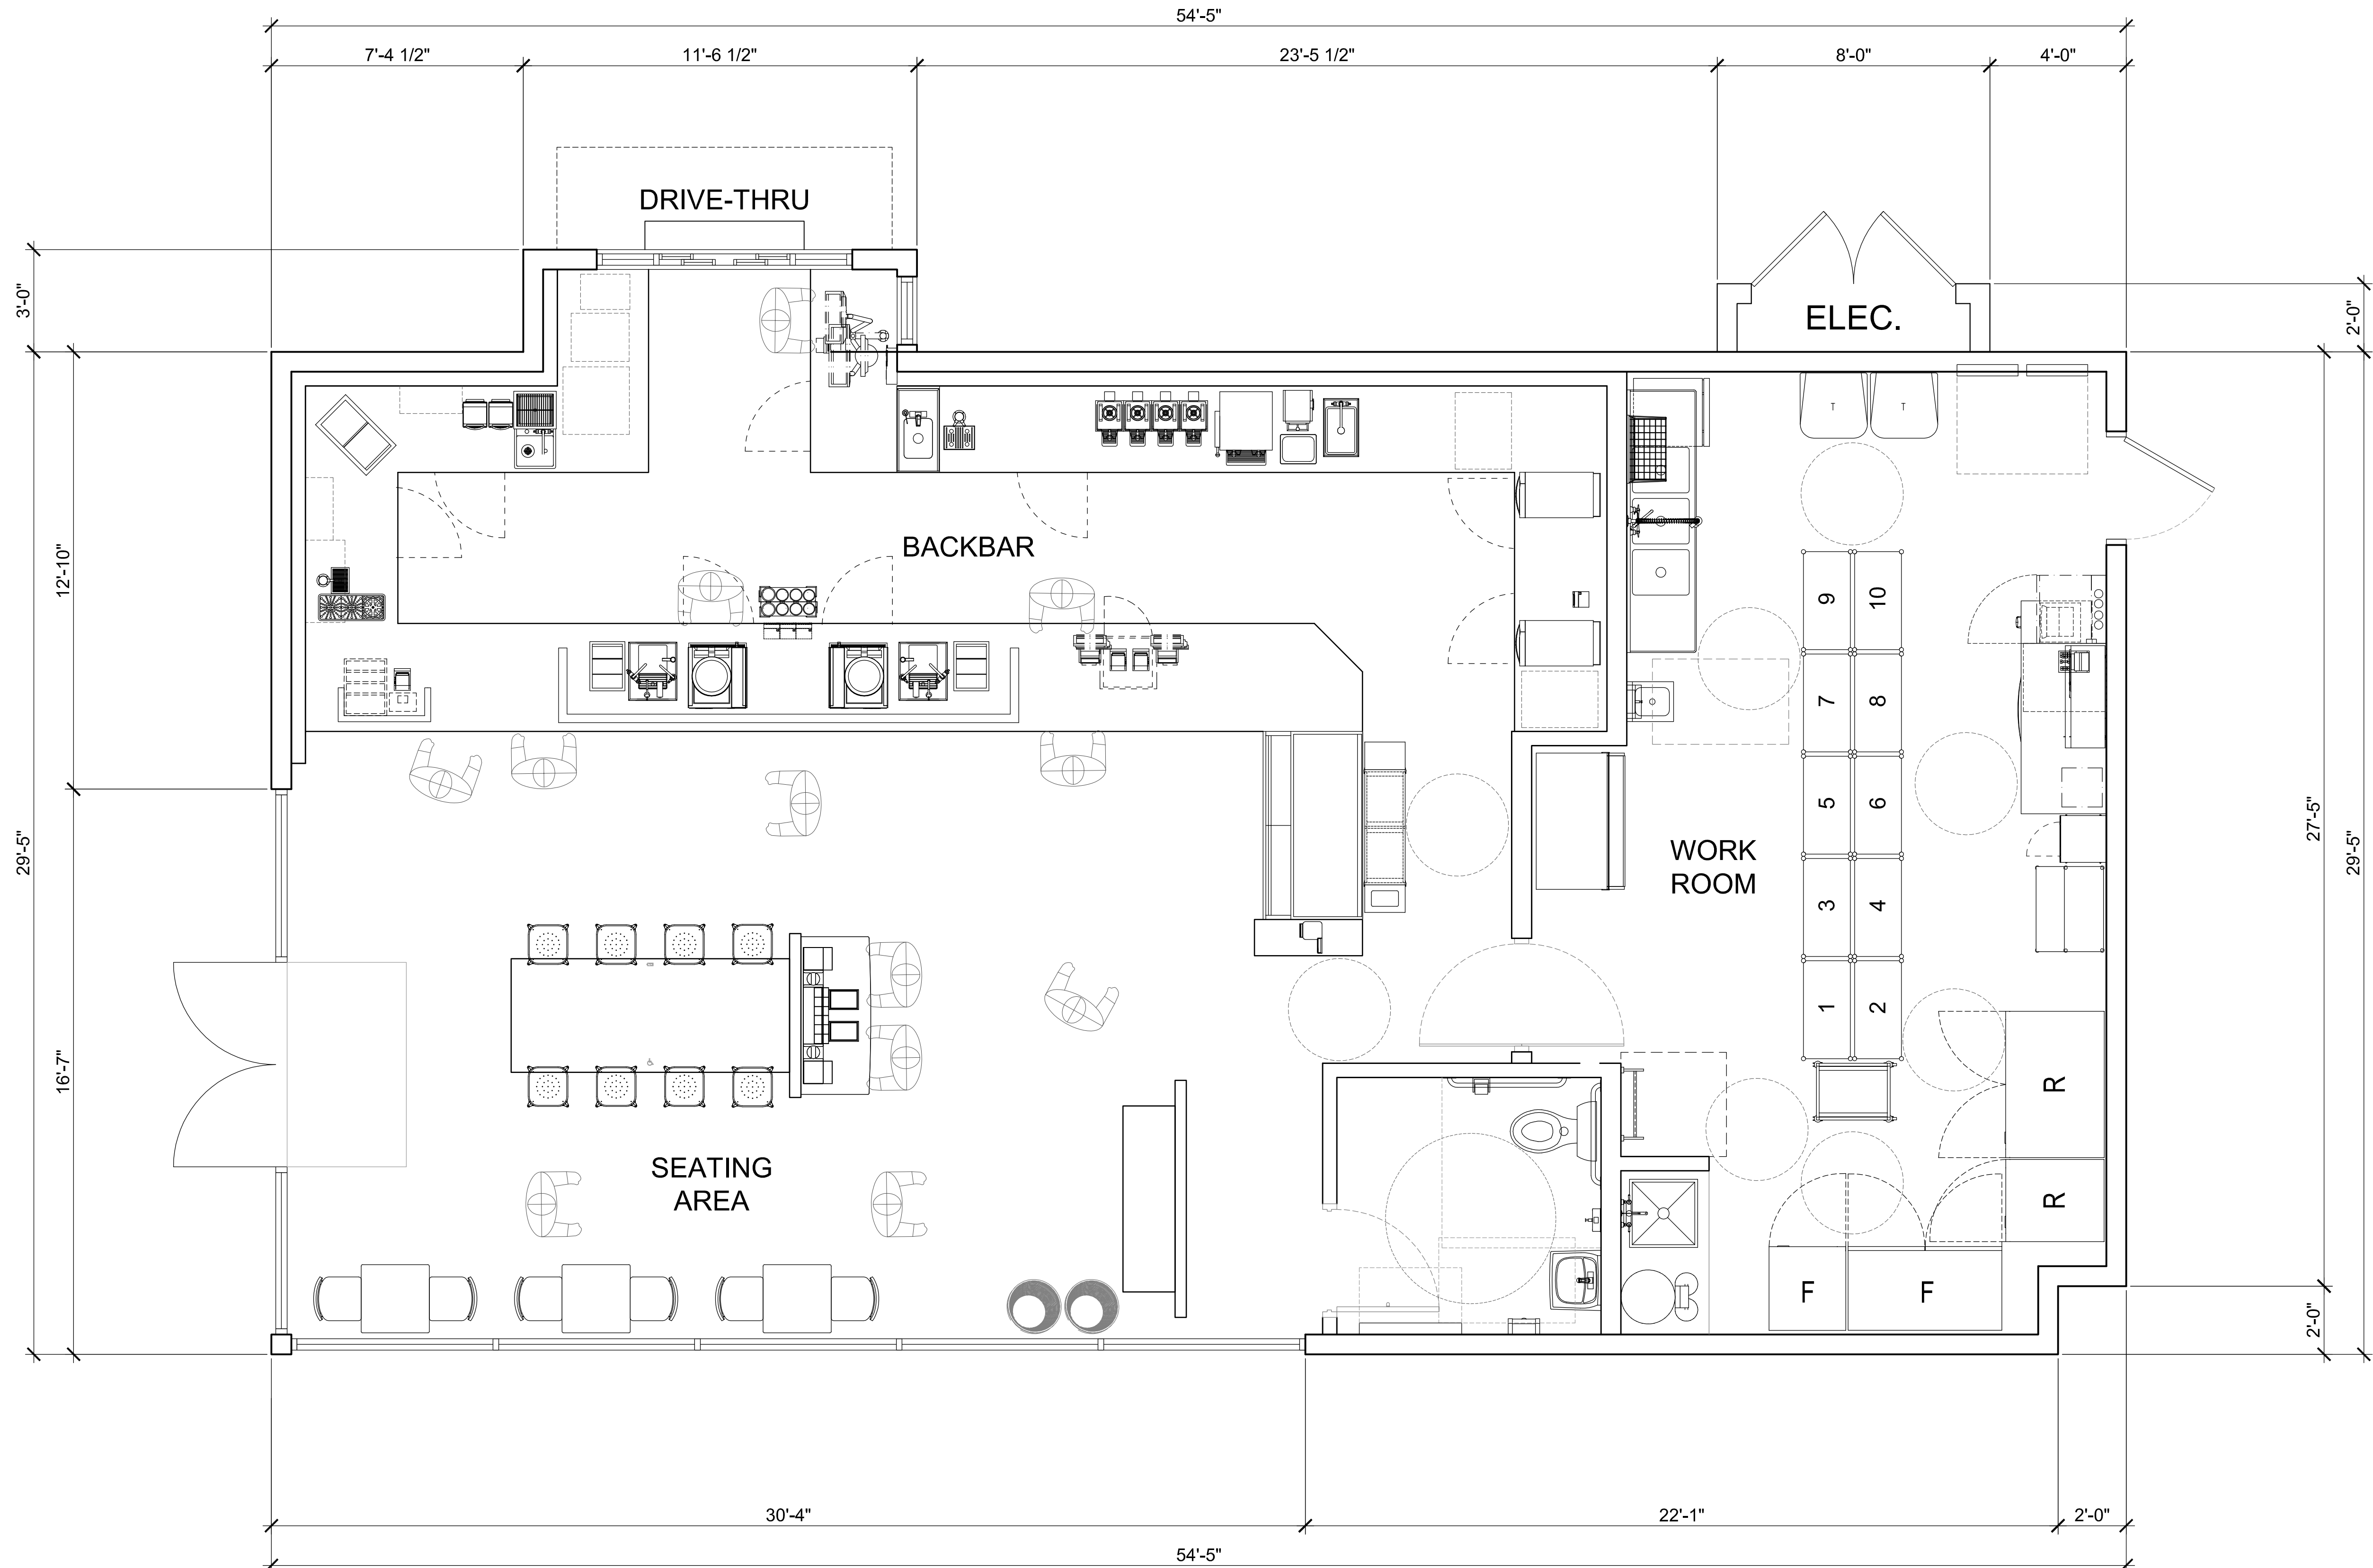 54'-5"
7'-4 1/2"
11'-6 1/2"
23'-5 1/2"
8'-0"
4'-0"
DRIVE-THRU
3'-0"
ELEC.
2'-0"
T
T
BACKBAR
12'-10"
9
10
7
8
5
6
3
4
1
2
WORK
ROOM
29'-5"
27'-5"
29'-5"
16'-7"
SEATING
AREA
R
R
F
F
2'-0"
30'-4"
22'-1"
2'-0"
54'-5"